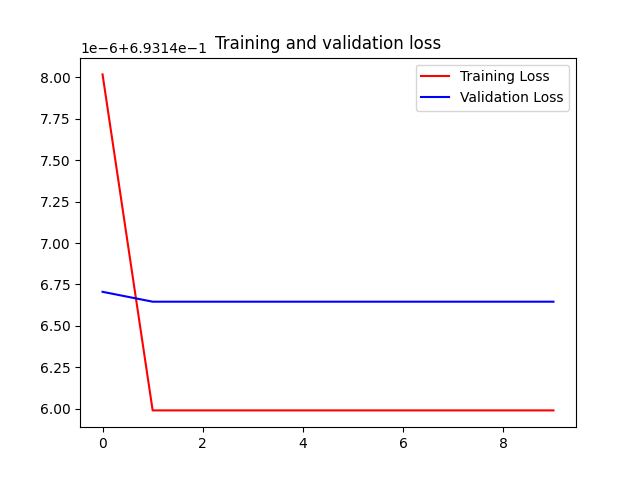 1e−6+6.9314e−1
Training and validation loss
Training Loss
Validation Loss
8.00
7.75
7.50
7.25
7.00
6.75
6.50
6.25
6.00
0 2 4 6 8